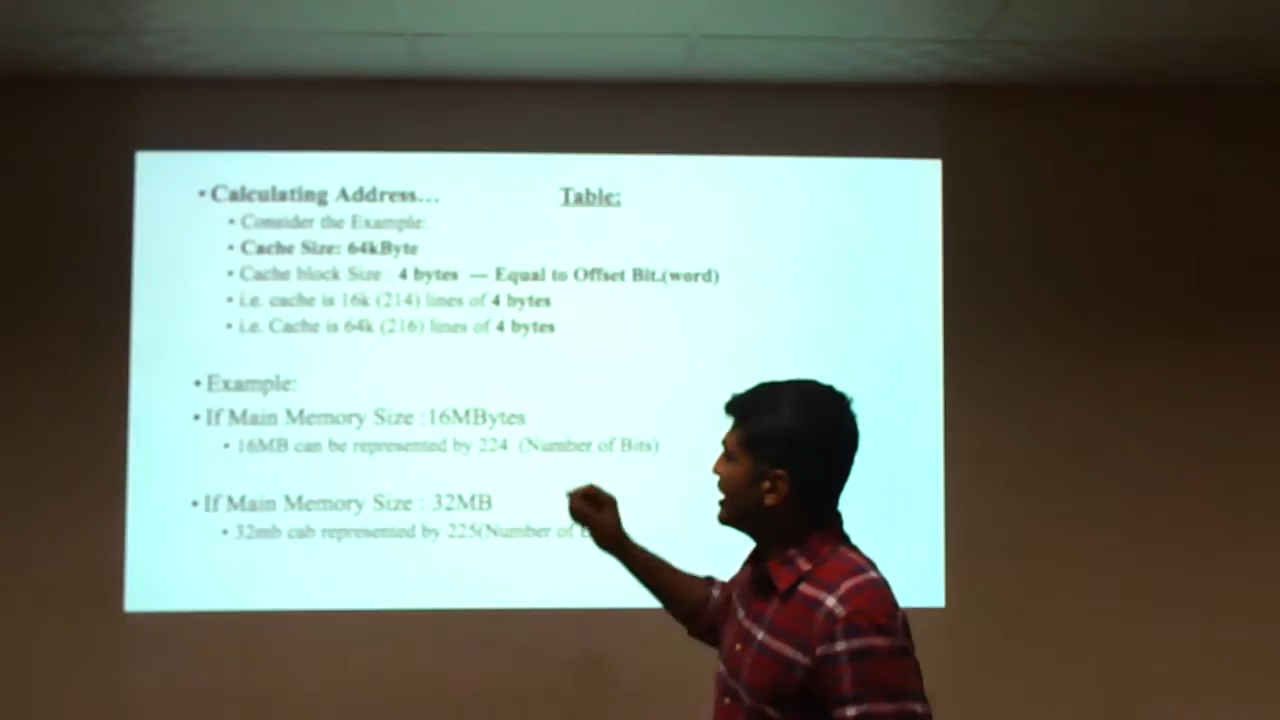 • Calculating Address...
Table:
• Consider the Example:
• Cache Size: 64kByte
• Cache block Size : 4 bytes — Equal to Offset Bit.(word)
• i.e. cache is 16k (214) lines of 4 bytes
• i.e. Cache is 64k (216) lines of 4 bytes
• Example:
• If Main Memory Size :16MBytes
• 16MB can be represented by 224 (Number of Bits)
• If Main Memory Size : 32MB
• 32mb cab represented by 225(Number of